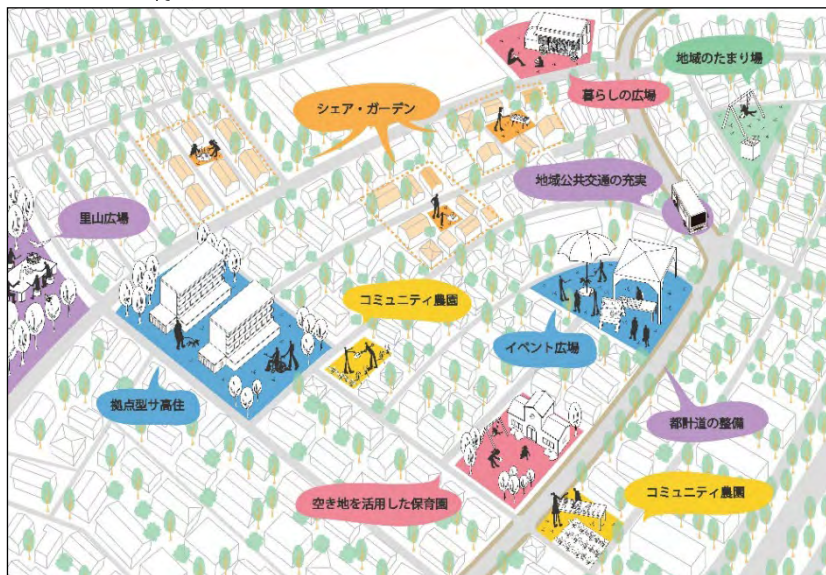 地域のたまり場
暮らしの広場
シェア・ガーデン
地域公共交通の充実
里山広場
コミュニティ農園
イベント広場
拠点型サ高住
都計道の整備
空き地を活用した保育園
コミュニティ農園